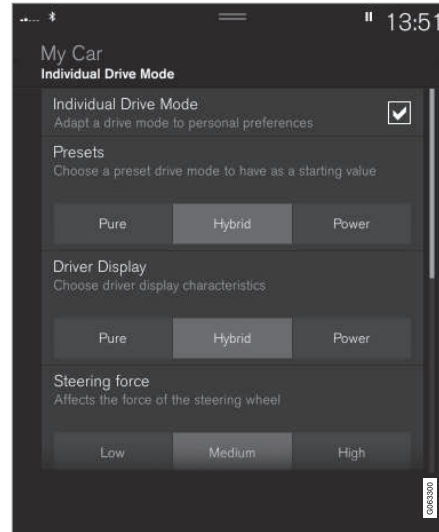 13:51
My Car
Individual Drive Mode
Individual Drive Mode
Adapt a drive mode to personal preferences
Presets
Choose a preset drive mode to have as a starting value
Pure Hybrid Power
Driver Display
Choose driver display characteristics
Pure Hybrid Power
Steering force
Affects the force of the steering wheel
Low Medium High
G063300